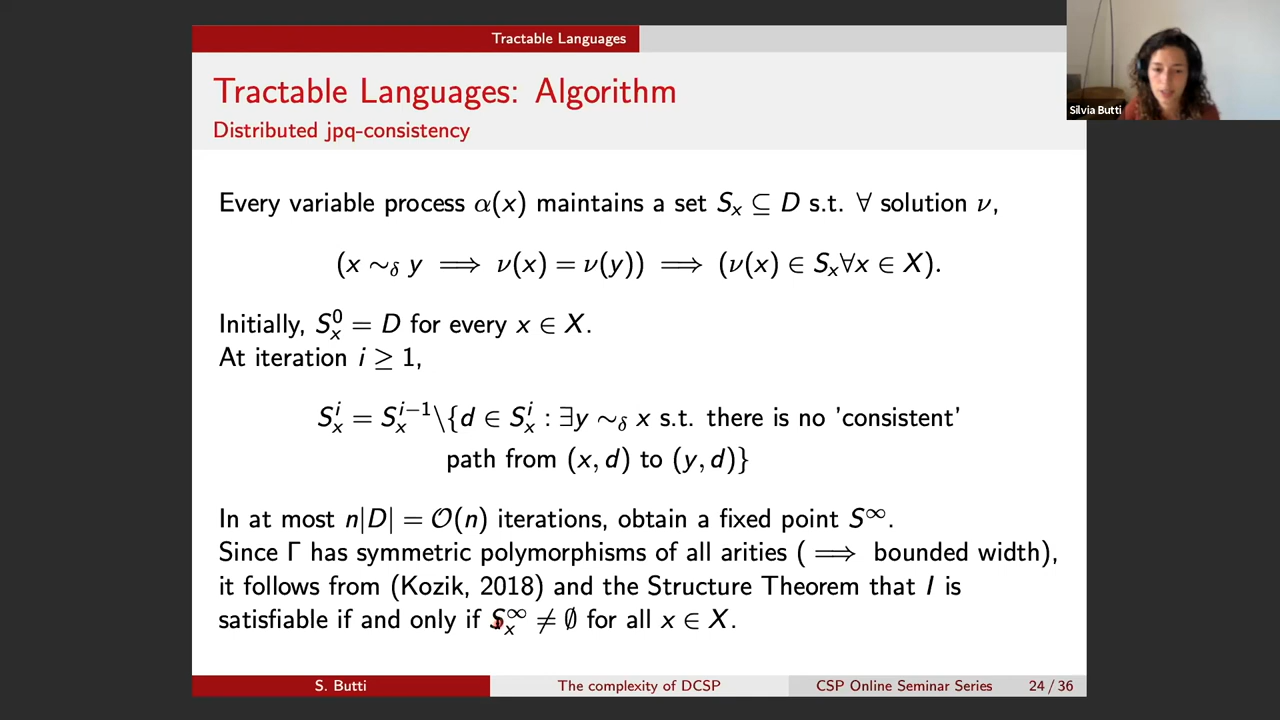 Tractable Languages
Tractable Languages: Algorithm
Distributed jpq-consistency
Silvia Butti
Every variable process α(x) maintains a set Sₓ ⊆ D s.t. ∀ solution ν,
(x ∼_δ y ⟹ ν(x) = ν(y)) ⟹ (ν(x) ∈ Sₓ∀x ∈ X).
Initially, S_x^0 = D for every x ∈ X.
At iteration i ≥ 1,
S_x^i = S_x^{i−1}\{d ∈ S_x^i : ∃y ∼_δ x s.t. there is no 'consistent'
path from (x, d) to (y, d)}
In at most n|D| = 𝒪(n) iterations, obtain a fixed point S^∞.
Since Γ has symmetric polymorphisms of all arities ( ⟹ bounded width),
it follows from (Kozik, 2018) and the Structure Theorem that I is
satisfiable if and only if S_x^∞ ≠ ∅ for all x ∈ X.
S. Butti
The complexity of DCSP
CSP Online Seminar Series
24 / 36